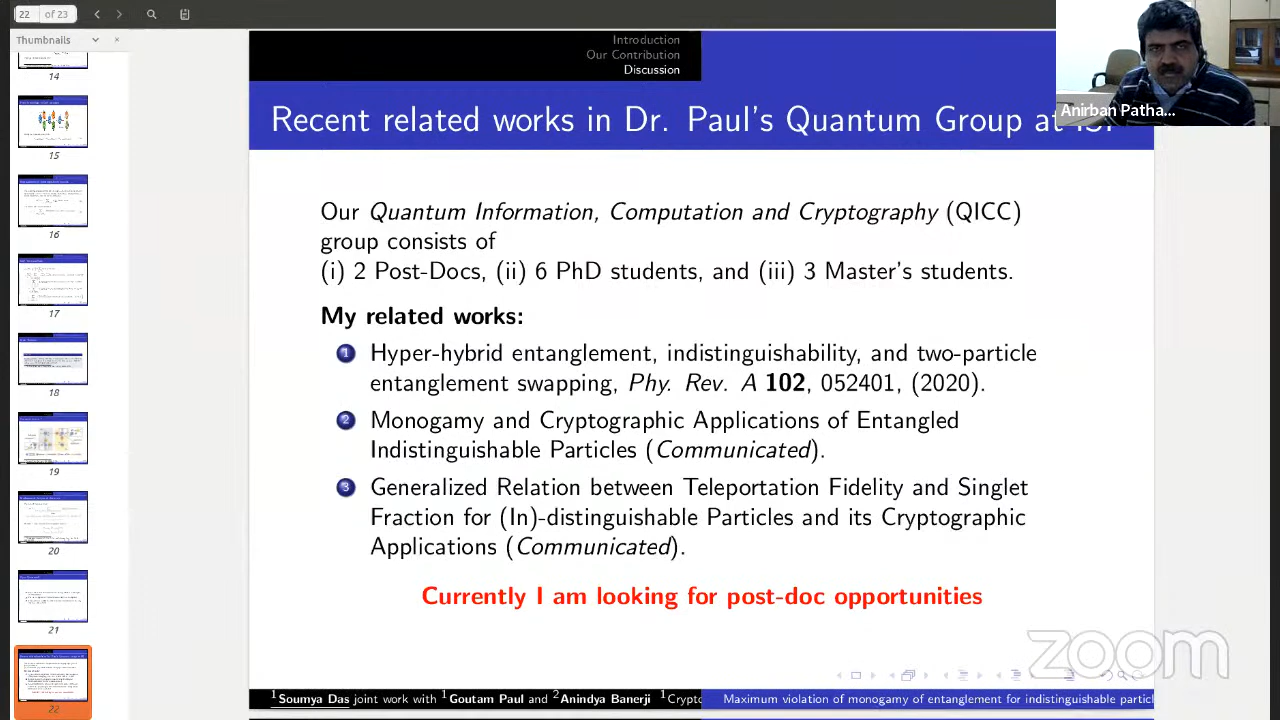 22 of 23
Thumbnails
14
15
16
17
18
19
20
21
22
Introduction
Our Contribution
Discussion
Recent related works in Dr. Paul's Quantum Group at ISI
Anirban Patha...
Our Quantum Information, Computation and Cryptography (QICC)
group consists of
(i) 2 Post-Docs, (ii) 6 PhD students, and (iii) 3 Master's students.
My related works:
1 Hyper-hybrid entanglement, indistinguishability, and two-particle
entanglement swapping, Phy. Rev. A 102, 052401, (2020).
2 Monogamy and Cryptographic Applications of Entangled
Indistinguishable Particles (Communicated).
3 Generalized Relation between Teleportation Fidelity and Singlet
Fraction for (In)-distinguishable Particles and its Cryptographic
Applications (Communicated).
Currently I am looking for post-doc opportunities
zoom
1Soumya Das joint work with 1Goutam Paul and 2Anindya Banerji 1Crypto
Maximum violation of monogamy of entanglement for indistinguishable particl